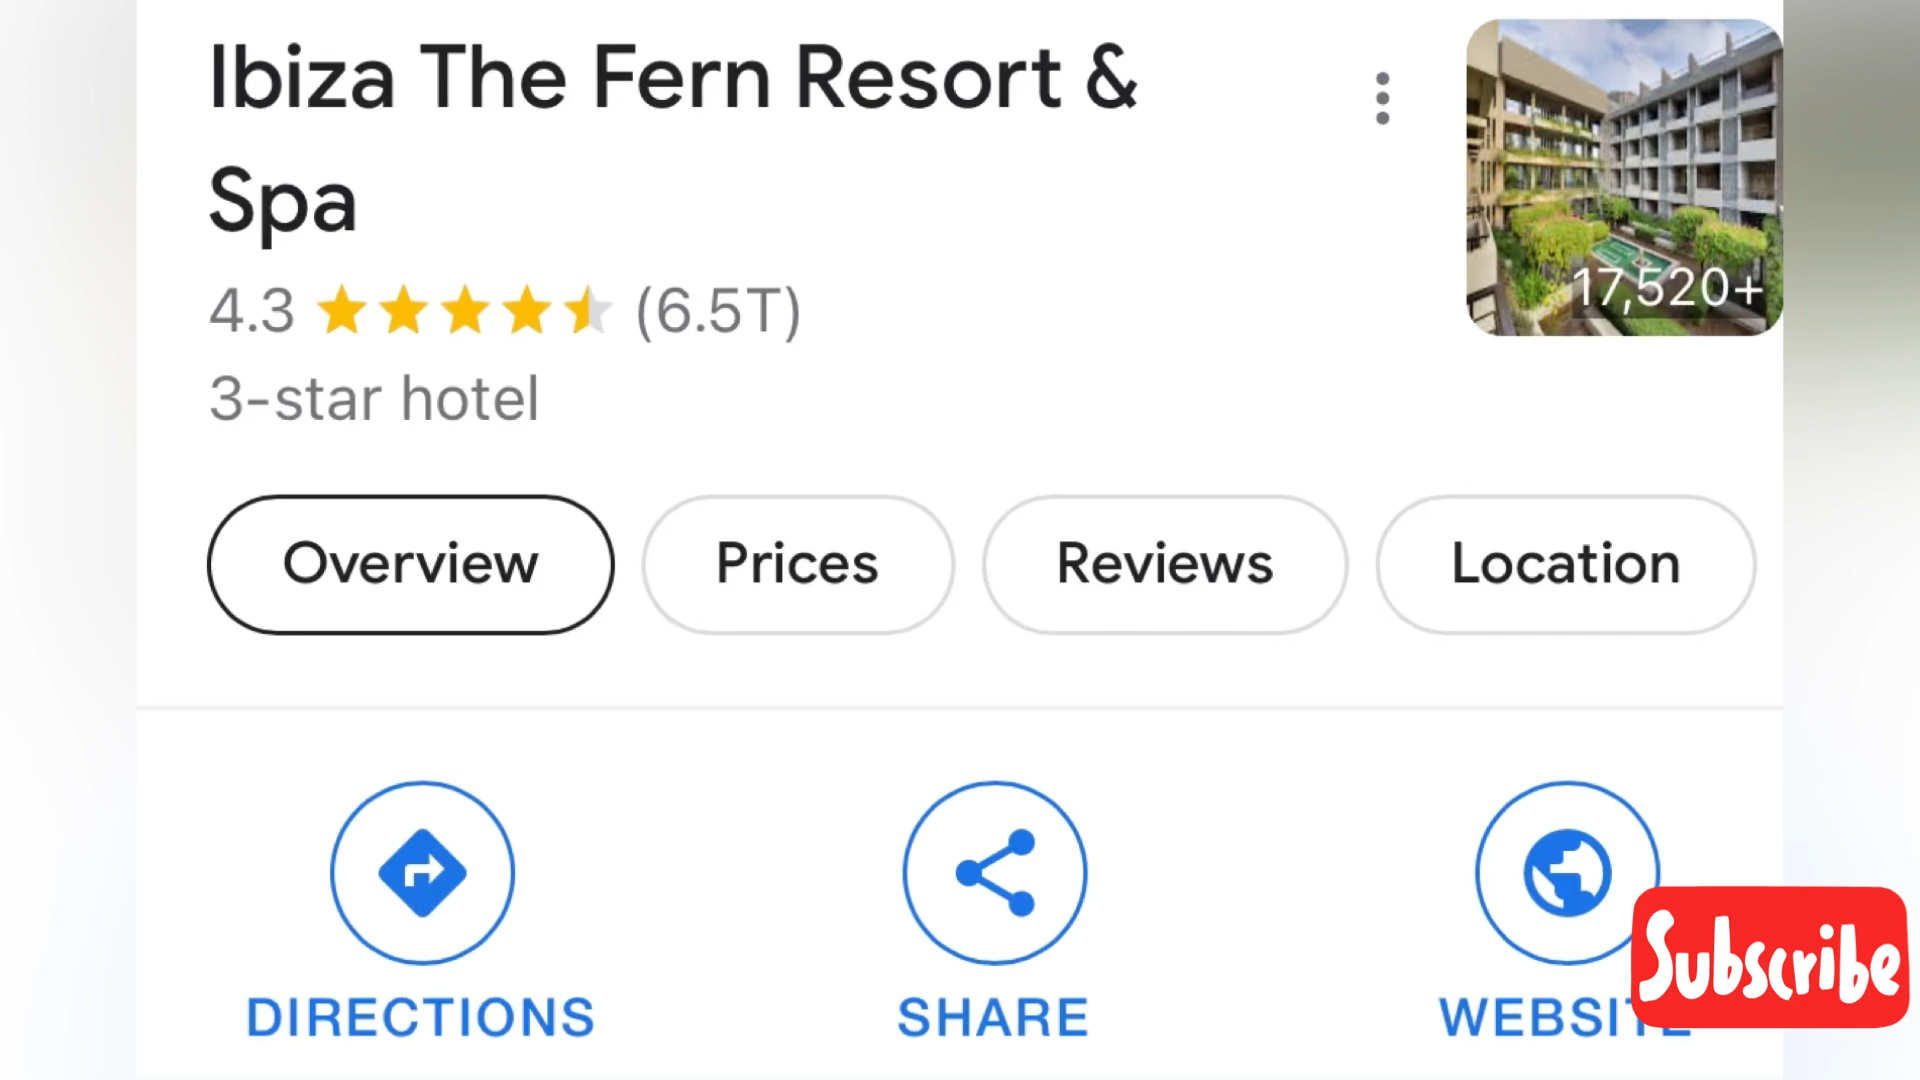 Ibiza The Fern Resort &
Spa
17,520+
4.3 (6.5T)
3-star hotel
Overview Prices Reviews Location
DIRECTIONS SHARE WEBSITE
Subscribe